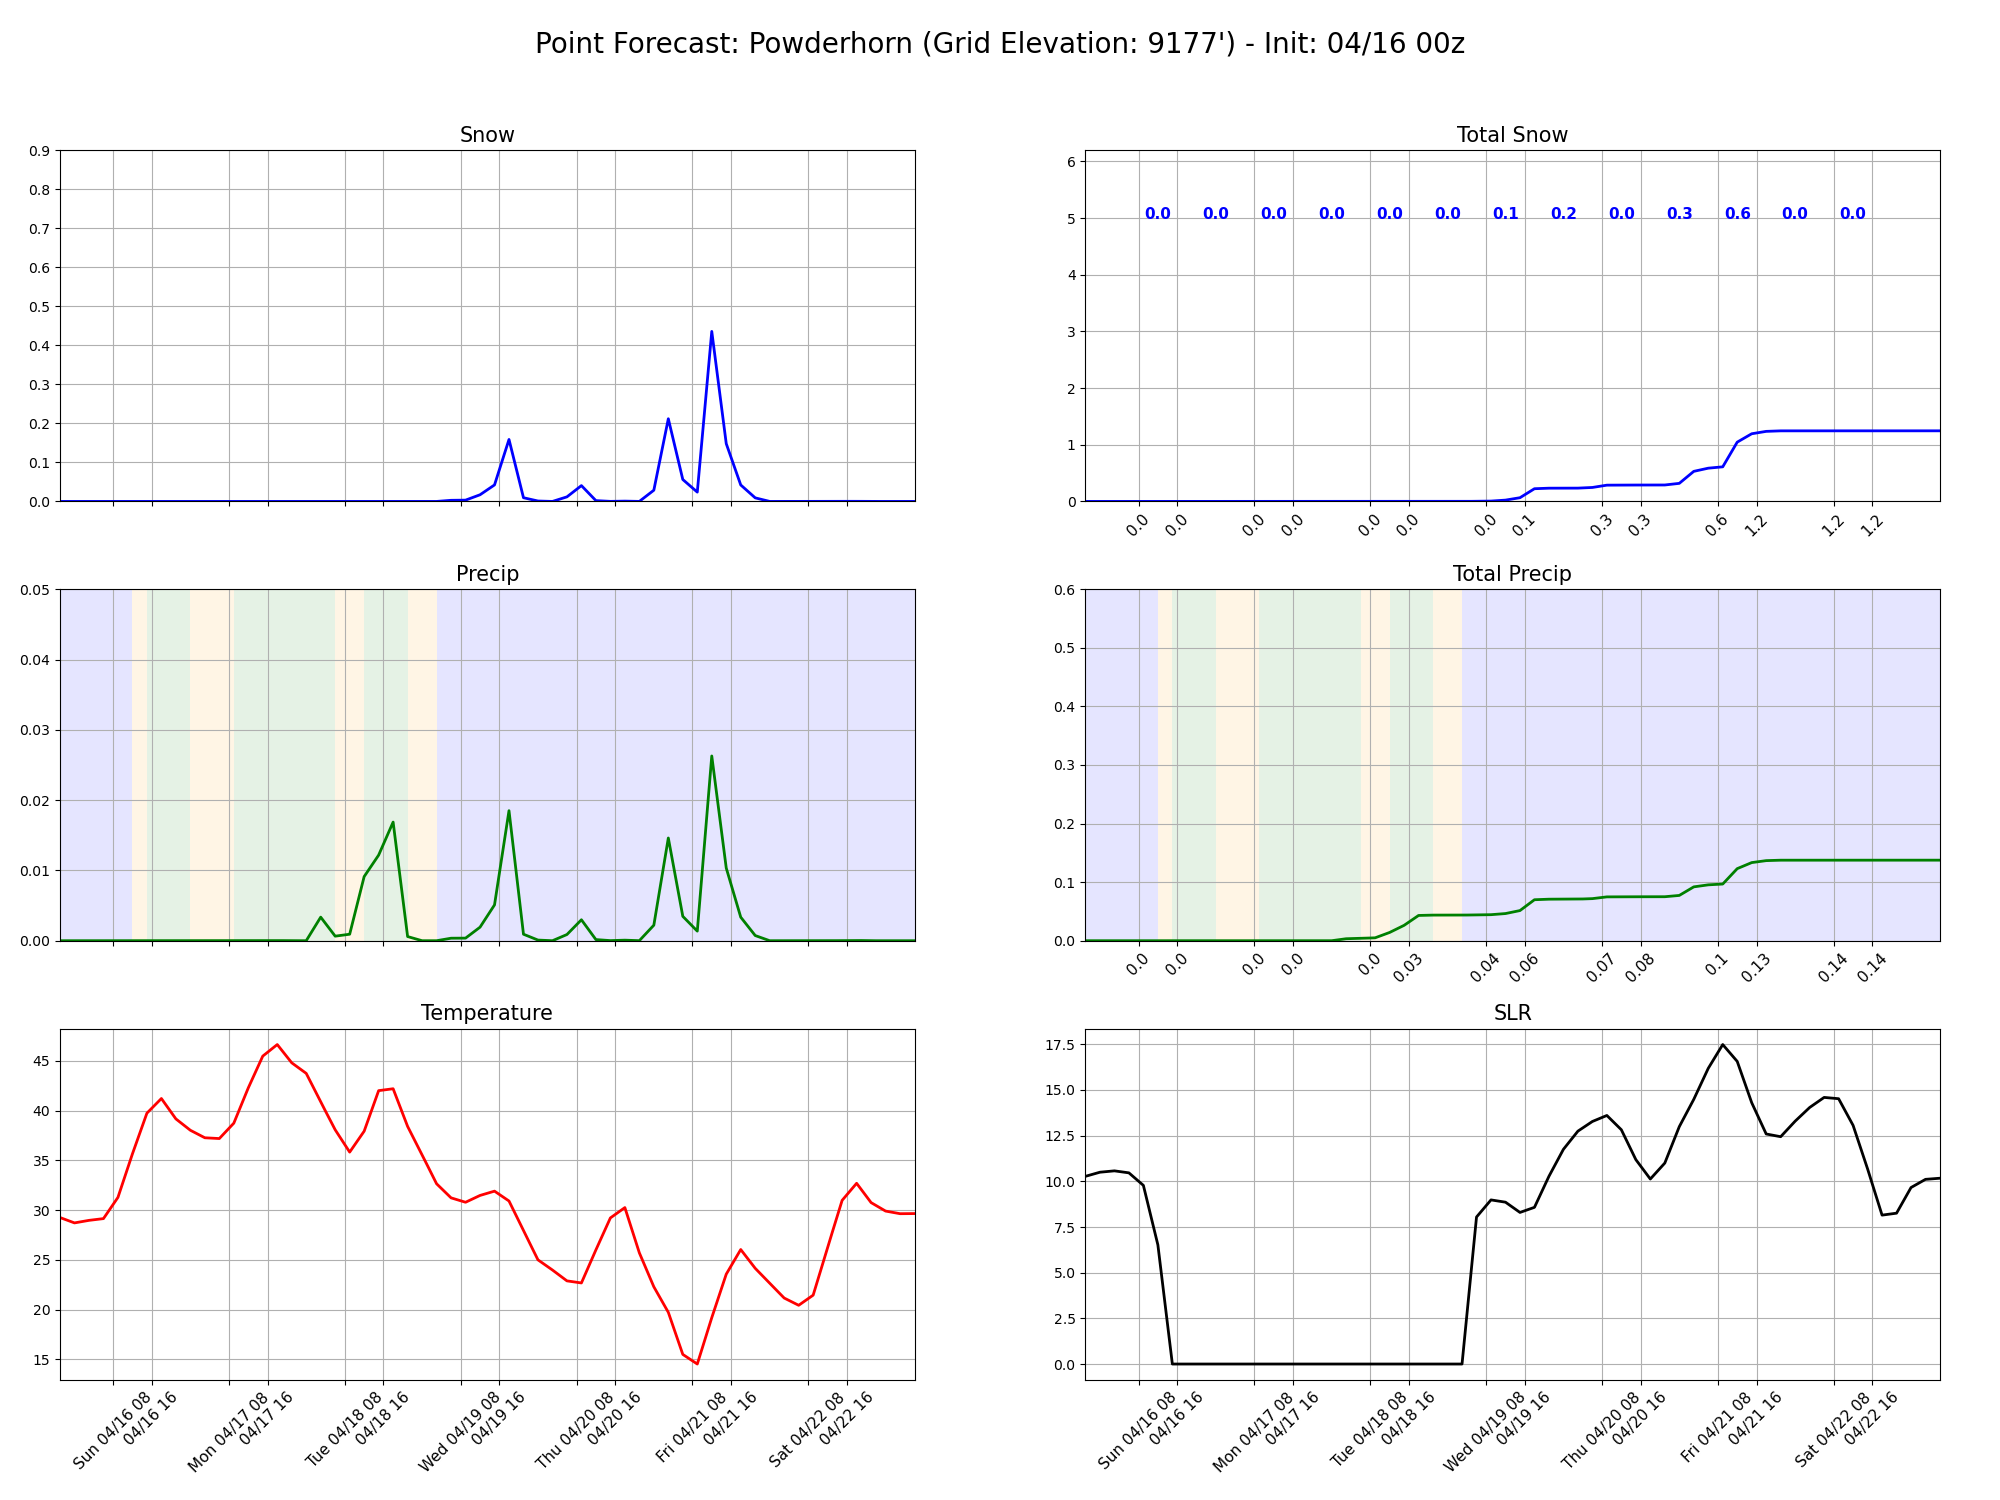 Point Forecast: Powderhorn (Grid Elevation: 9177') - Init: 04/16 00z
Snow
0.9
0.8
0.7
0.6
0.5
0.4
0.3
0.2
0.1
0.0
Total Snow
6
5
4
3
2
1
0
0.0 0.0 0.0 0.0 0.0 0.0 0.1 0.2 0.0 0.3 0.6 0.0 0.0
0.0 0.0 0.0 0.0 0.0 0.0 0.0 0.1 0.3 0.3 0.6 1.2 1.2 1.2
Precip
0.05
0.04
0.03
0.02
0.01
0.00
Total Precip
0.6
0.5
0.4
0.3
0.2
0.1
0.0
0.0 0.0 0.0 0.0 0.0 0.03 0.04 0.06 0.07 0.08 0.1 0.13 0.14 0.14
Temperature
45
40
35
30
25
20
15
Sun 04/16 08
04/16 16
Mon 04/17 08
04/17 16
Tue 04/18 08
04/18 16
Wed 04/19 08
04/19 16
Thu 04/20 08
04/20 16
Fri 04/21 08
04/21 16
Sat 04/22 08
04/22 16
SLR
17.5
15.0
12.5
10.0
7.5
5.0
2.5
0.0
Sun 04/16 08
04/16 16
Mon 04/17 08
04/17 16
Tue 04/18 08
04/18 16
Wed 04/19 08
04/19 16
Thu 04/20 08
04/20 16
Fri 04/21 08
04/21 16
Sat 04/22 08
04/22 16